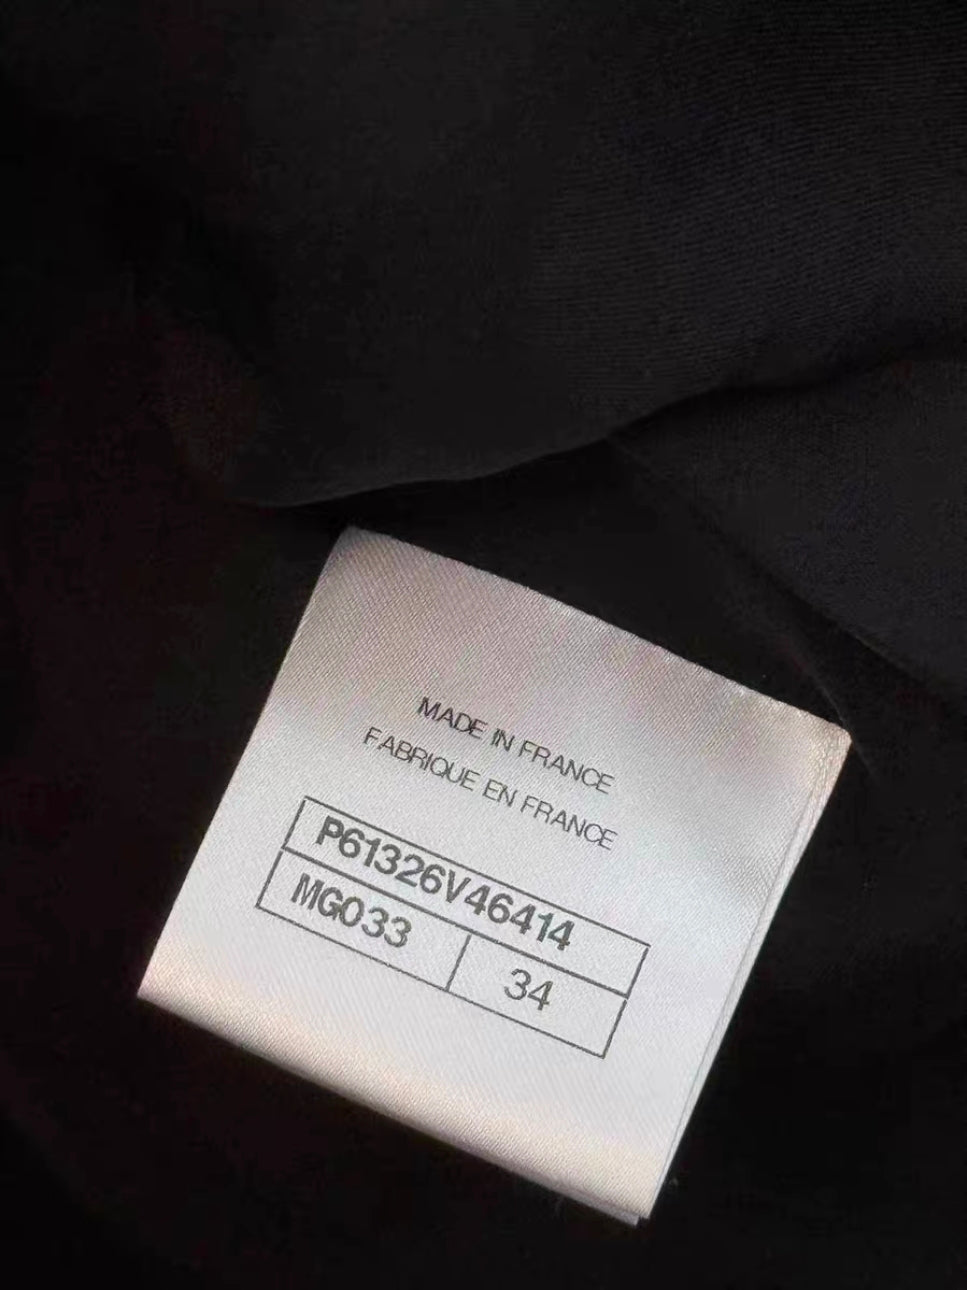 MADE IN FRANCE
FABRIQUE EN FRANCE
P61326V46414
MG033
34